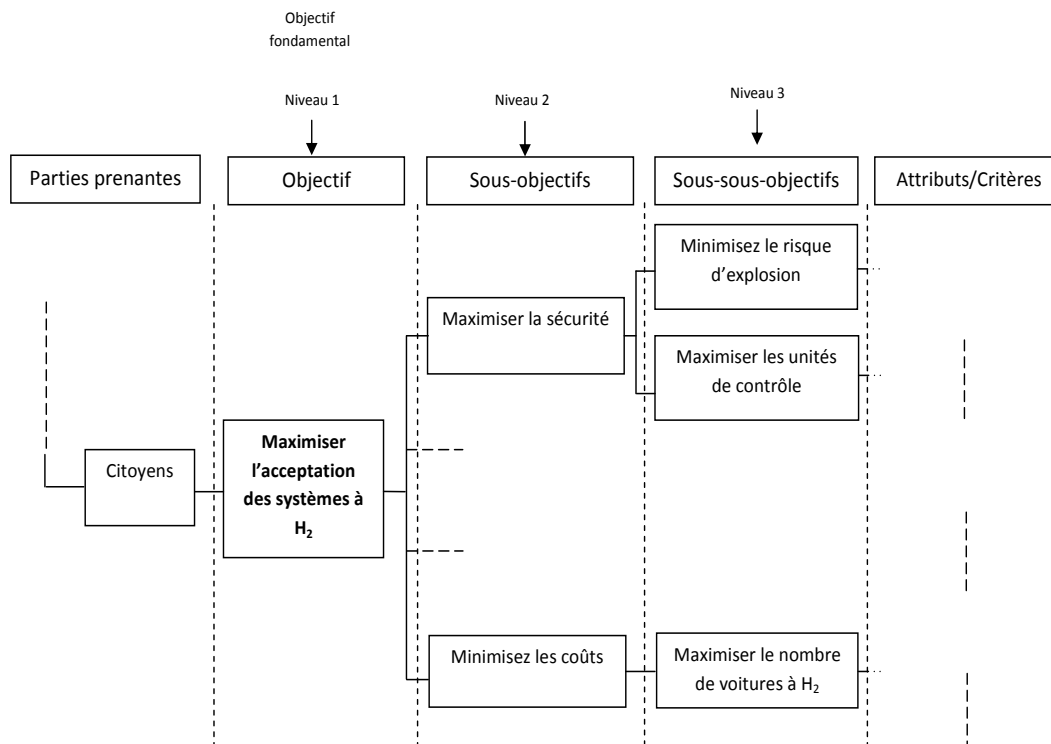 Objectif
fondamental
Niveau 1
Niveau 2
Niveau 3
Parties prenantes
Objectif
Sous-objectifs
Sous-sous-objectifs
Attributs/Critères
Minimisez le risque
d’explosion
Maximiser la sécurité
Maximiser les unités
de contrôle
Citoyens
Maximiser
l’acceptation
des systèmes à
H₂
Minimisez les coûts
Maximiser le nombre
de voitures à H₂